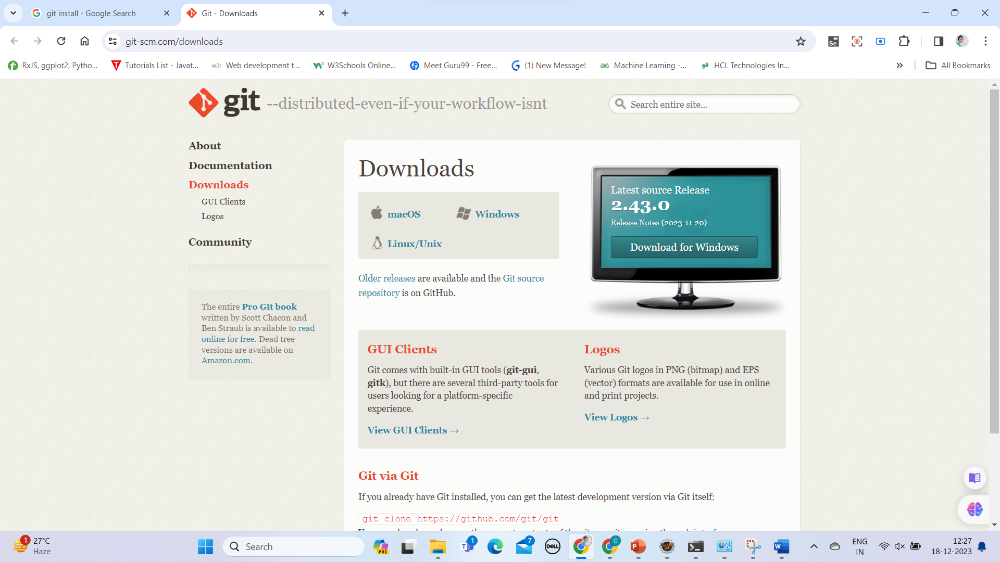 git install - Google Search
Git - Downloads
git-scm.com/downloads
RxJS, ggplot2, Pytho...
Tutorials List - Javat...
w3r Web development t...
W3Schools Online...
Meet Guru99 - Free...
(1) New Message!
Machine Learning -...
HCL Technologies In...
All Bookmarks
git --distributed-even-if-your-workflow-isnt
Search entire site...
About
Documentation
Downloads
GUI Clients
Logos
Community
The entire Pro Git book
written by Scott Chacon and
Ben Straub is available to read
online for free. Dead tree
versions are available on
Amazon.com.
Downloads
macOS
Windows
Linux/Unix
Older releases are available and the Git source
repository is on GitHub.
Latest source Release
2.43.0
Release Notes (2023-11-20)
Download for Windows
GUI Clients
Git comes with built-in GUI tools (git-gui,
gitk), but there are several third-party tools for
users looking for a platform-specific
experience.
View GUI Clients →
Logos
Various Git logos in PNG (bitmap) and EPS
(vector) formats are available for use in online
and print projects.
View Logos →
Git via Git
If you already have Git installed, you can get the latest development version via Git itself:
git clone https://github.com/git/git
1
27°C
Haze
Search
PRE
1
7
DELL
C
ENG
IN
12:27
18-12-2023